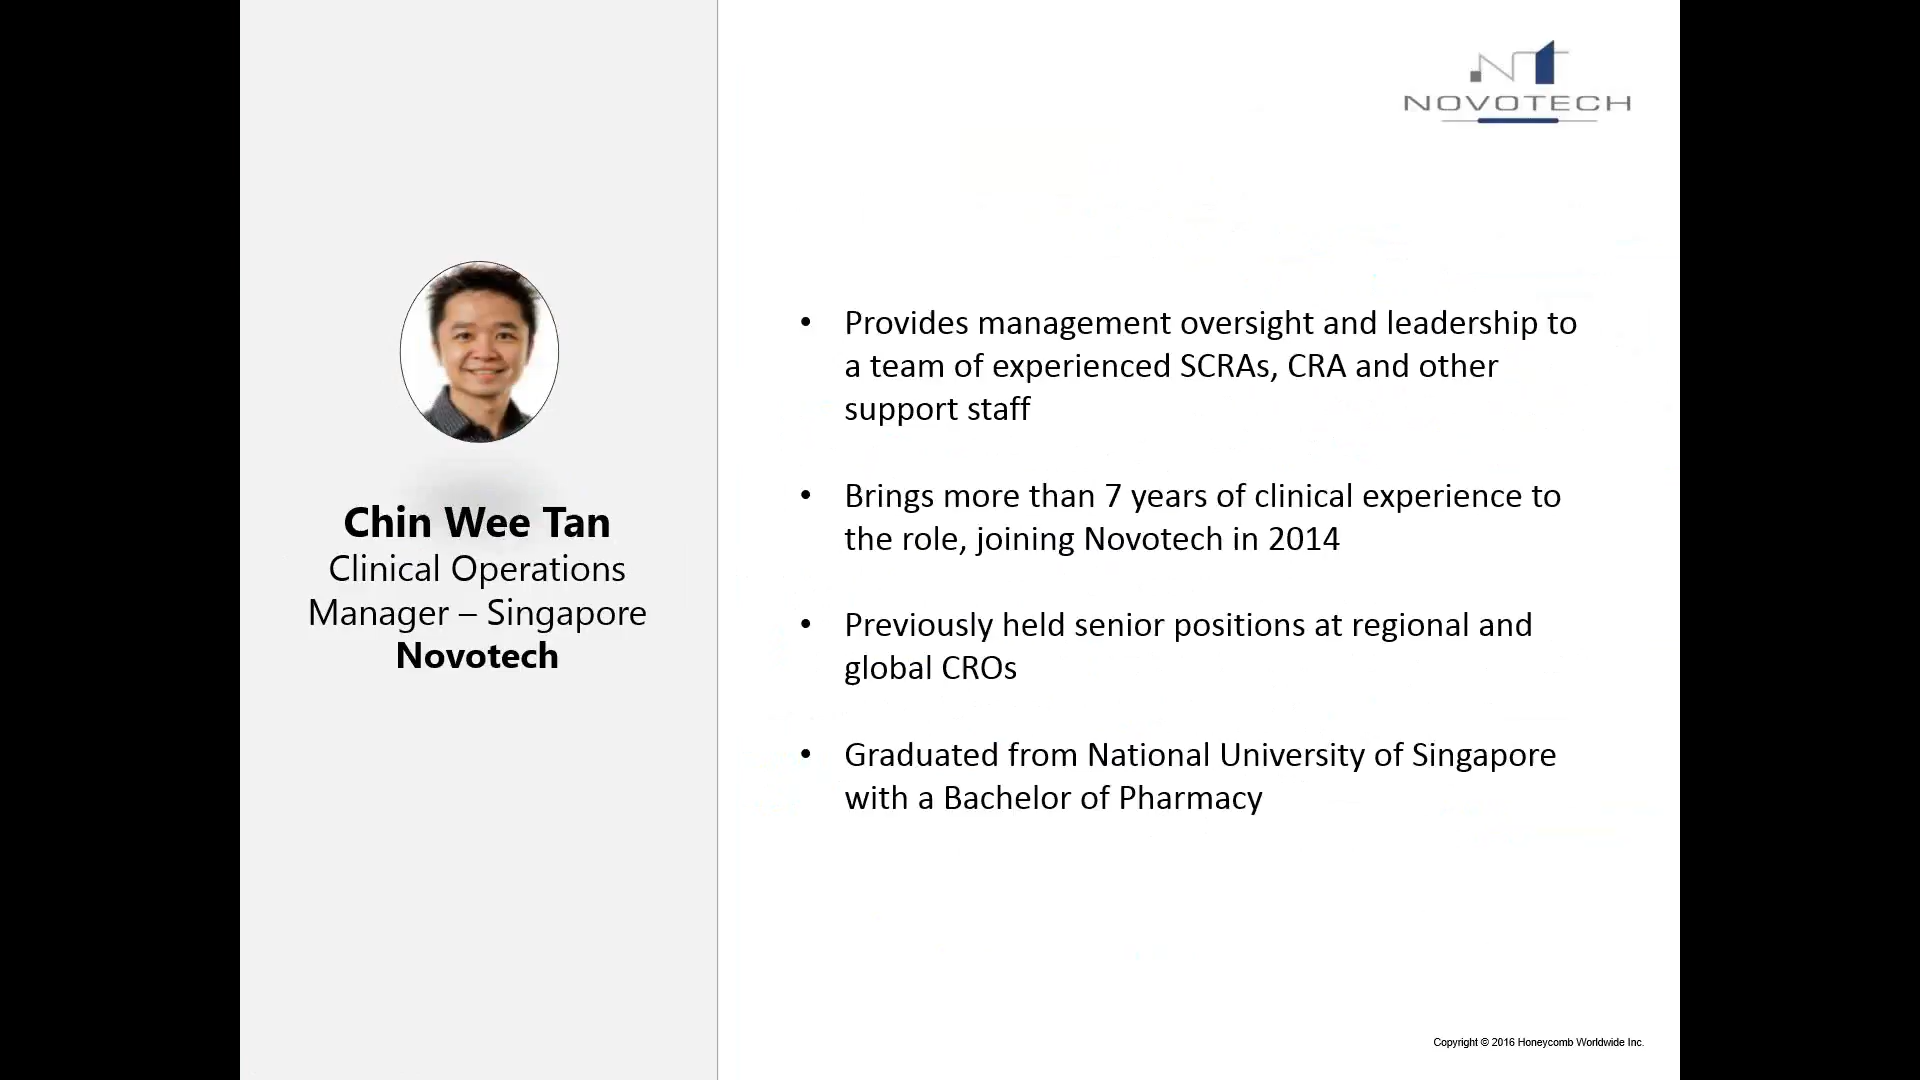 NOVOTECH
Chin Wee Tan
Clinical Operations
Manager – Singapore
Novotech
• Provides management oversight and leadership to
a team of experienced SCRAs, CRA and other
support staff
• Brings more than 7 years of clinical experience to
the role, joining Novotech in 2014
• Previously held senior positions at regional and
global CROs
• Graduated from National University of Singapore
with a Bachelor of Pharmacy
Copyright © 2016 Honeycomb Worldwide Inc.